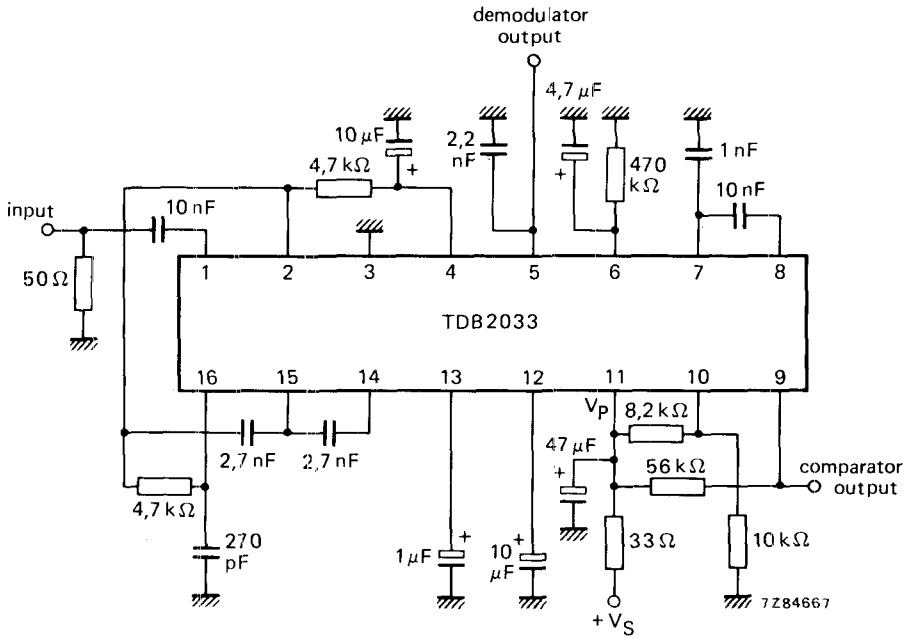 demodulator
output
4,7 μF
10 μF
2,2
nF
470
kΩ
1 nF
4,7 kΩ
10 nF
input
10 nF
50 Ω
1 2 3 4 5 6 7 8
TDB2033
16 15 14 13 12 11 10 9
VP
8,2 kΩ
47 μF
2,7 nF
2,7 nF
56 kΩ
comparator
output
4,7 kΩ
270
pF
1 μF
10
μF
33 Ω
10 kΩ
+
+
+
+
+
7Z84667
+ VS